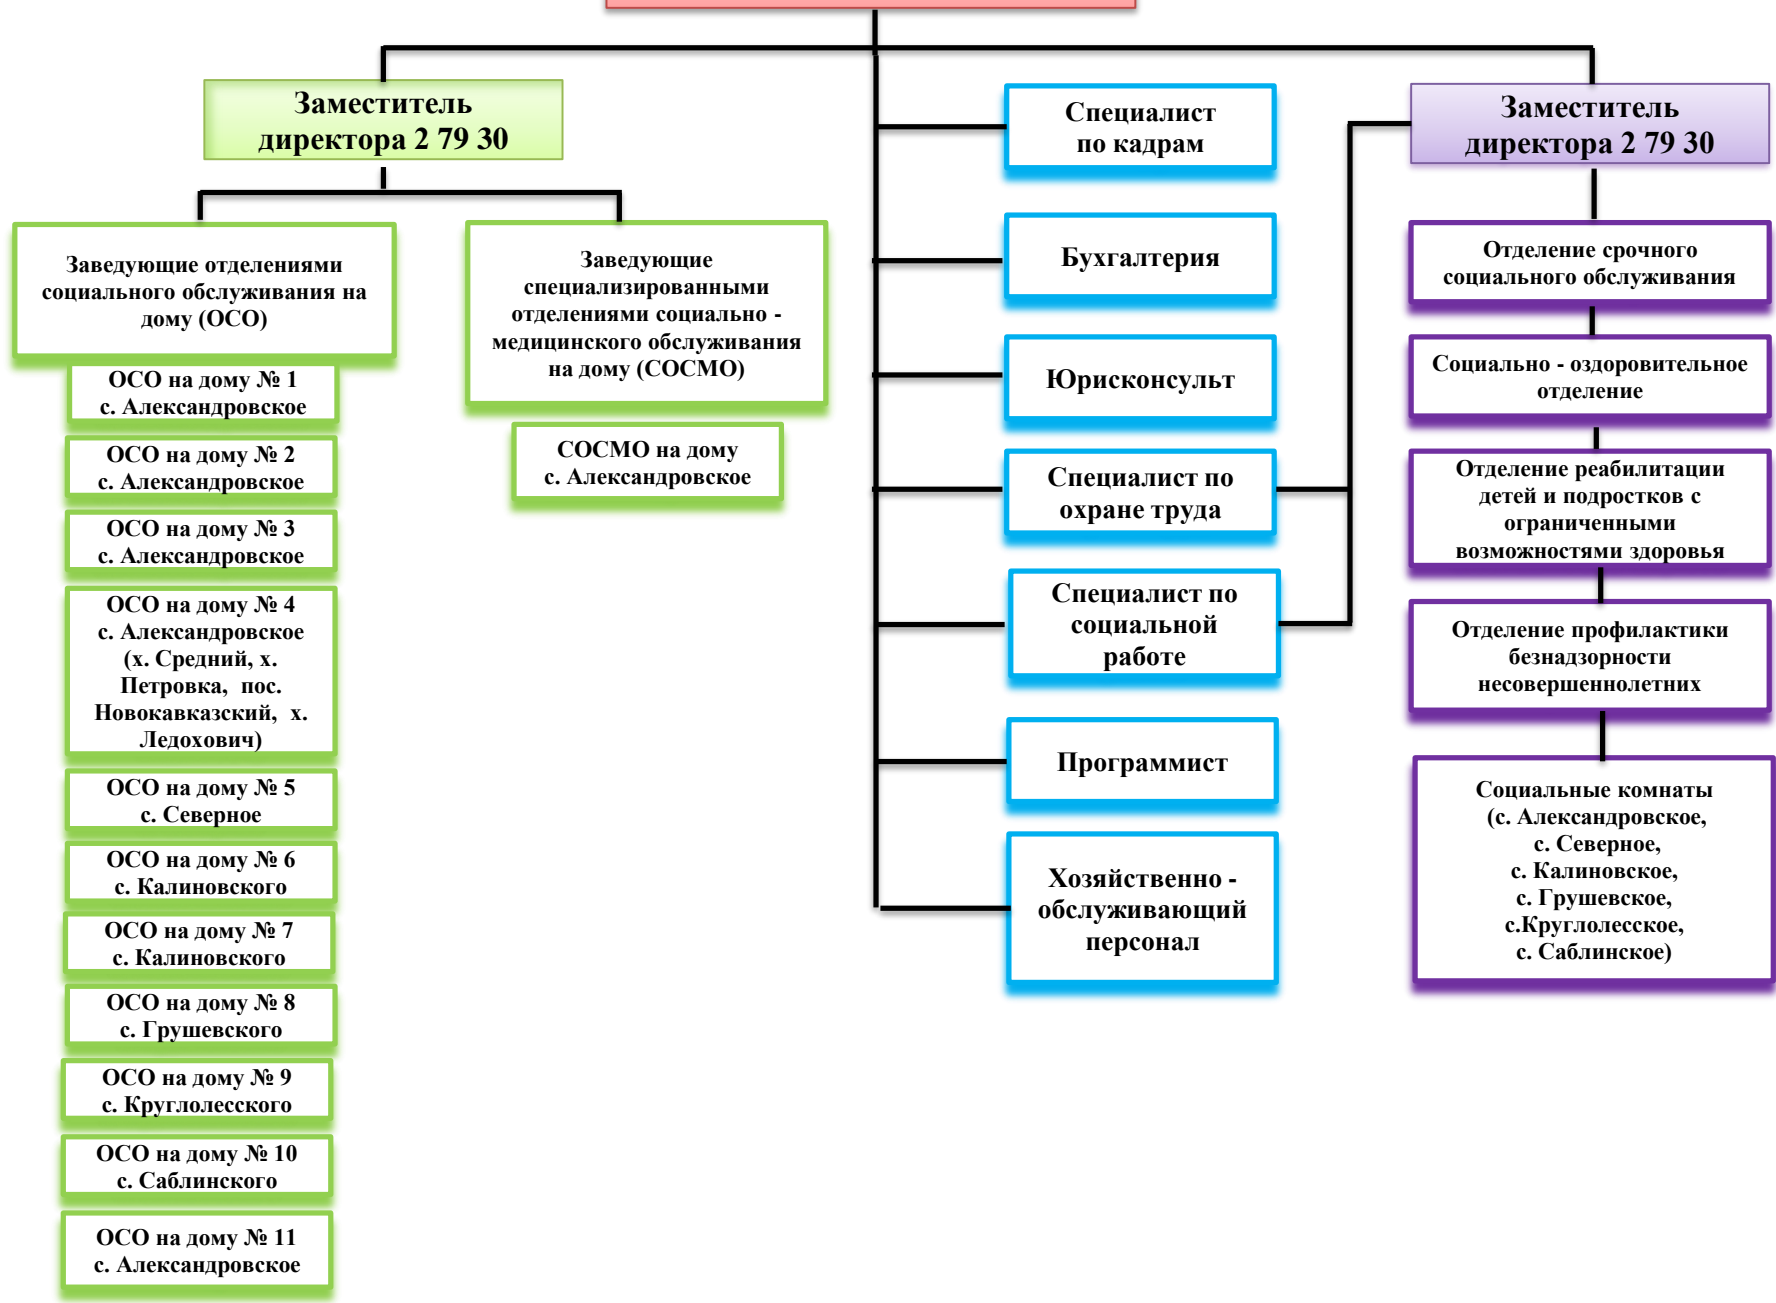 Заместитель
директора 2 79 30
Заведующие отделениями
социального обслуживания на
дому (ОСО)
ОСО на дому № 1
с. Александровское
ОСО на дому № 2
с. Александровское
ОСО на дому № 3
с. Александровское
ОСО на дому № 4
с. Александровское
(х. Средний, х.
Петровка, пос.
Новокавказский, х.
Ледохович)
ОСО на дому № 5
с. Северное
ОСО на дому № 6
с. Калиновского
ОСО на дому № 7
с. Калиновского
ОСО на дому № 8
с. Грушевского
ОСО на дому № 9
с. Круглолесского
ОСО на дому № 10
с. Саблинского
ОСО на дому № 11
с. Александровское
Заведующие
специализированными
отделениями социально -
медицинского обслуживания
на дому (СОСМО)
СОСМО на дому
с. Александровское
Специалист
по кадрам
Бухгалтерия
Юрисконсульт
Специалист по
охране труда
Специалист по
социальной
работе
Программист
Хозяйственно -
обслуживающий
персонал
Заместитель
директора 2 79 30
Отделение срочного
социального обслуживания
Социально - оздоровительное
отделение
Отделение реабилитации
детей и подростков с
ограниченными
возможностями здоровья
Отделение профилактики
безнадзорности
несовершеннолетних
Социальные комнаты
(с. Александровское,
с. Северное,
с. Калиновское,
с. Грушевское,
с.Круглолесское,
с. Саблинское)